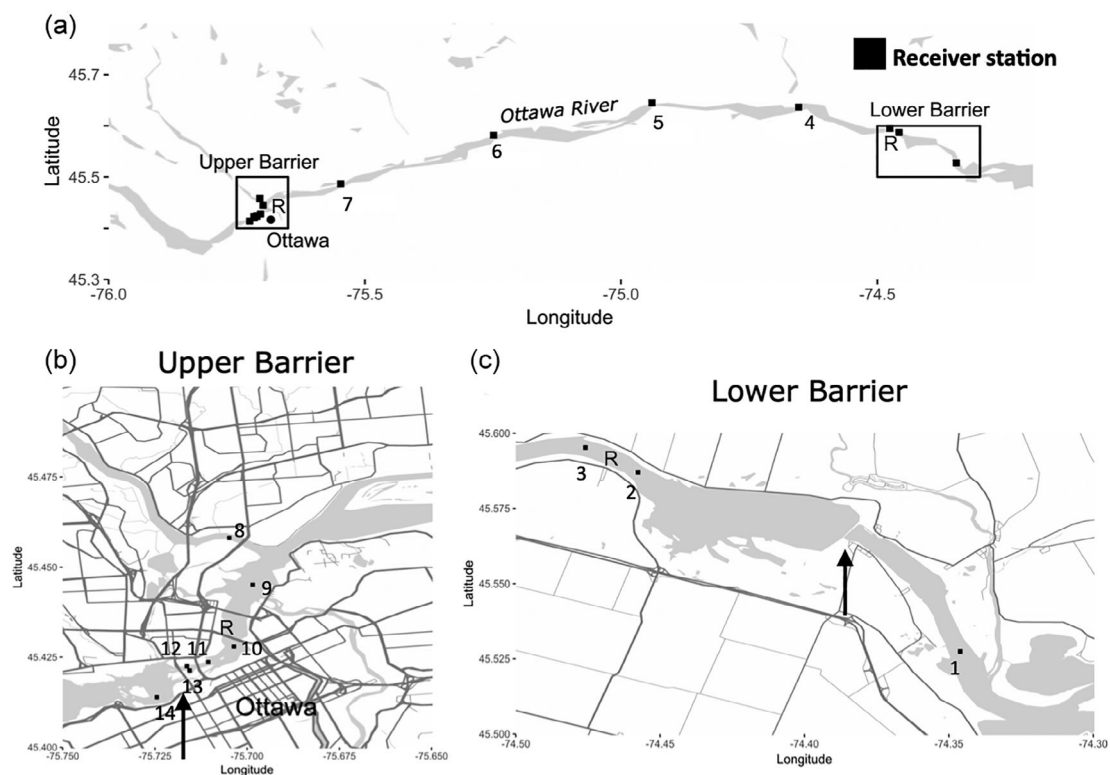 (a)
45.7
45.5
45.3
Latitude
Receiver station
Ottawa River
Lower Barrier
Upper Barrier
R
R
4
5
6
7
Ottawa
-76.0
-75.5
-75.0
-74.5
Longitude
(b)
Upper Barrier
45.475
45.450
45.425
45.400
Latitude
8
9
R
12
11
10
13
14
Ottawa
-75.750
-75.725
-75.700
-75.675
-75.650
Longitude
(c)
Lower Barrier
45.600
45.575
45.550
45.525
45.500
Latitude
3
R
2
1
-74.50
-74.45
-74.40
-74.35
-74.30
Longitude